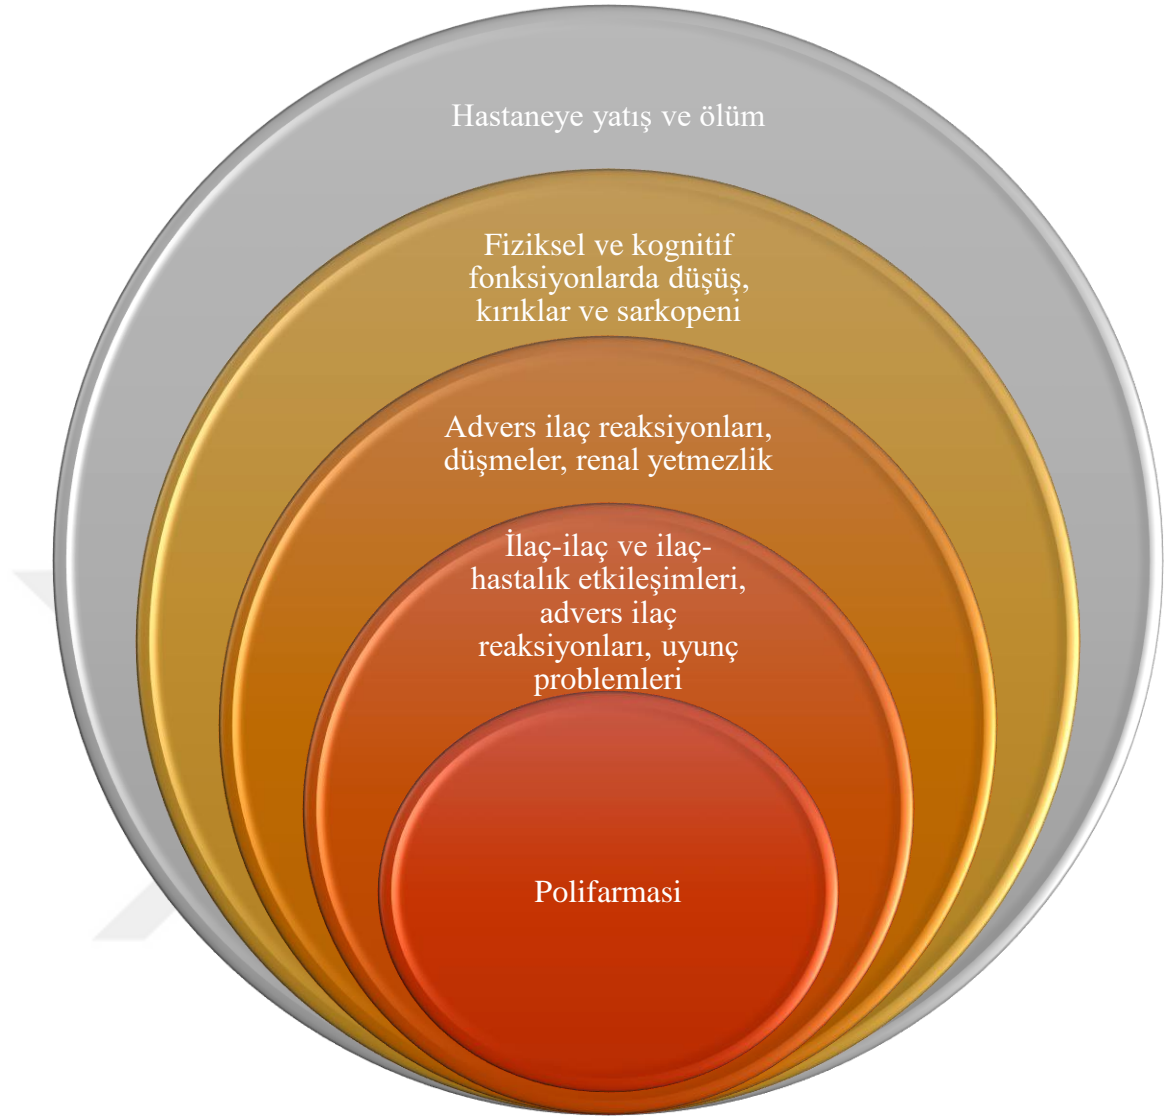 Hastaneye yatış ve ölüm
Fiziksel ve kognitif
fonksiyonlarda düşüş,
kırıklar ve sarkopeni
Advers ilaç reaksiyonları,
düşmeler, renal yetmezlik
İlaç-ilaç ve ilaç-
hastalık etkileşimleri,
advers ilaç
reaksiyonları, uyunç
problemleri
Polifarmasi